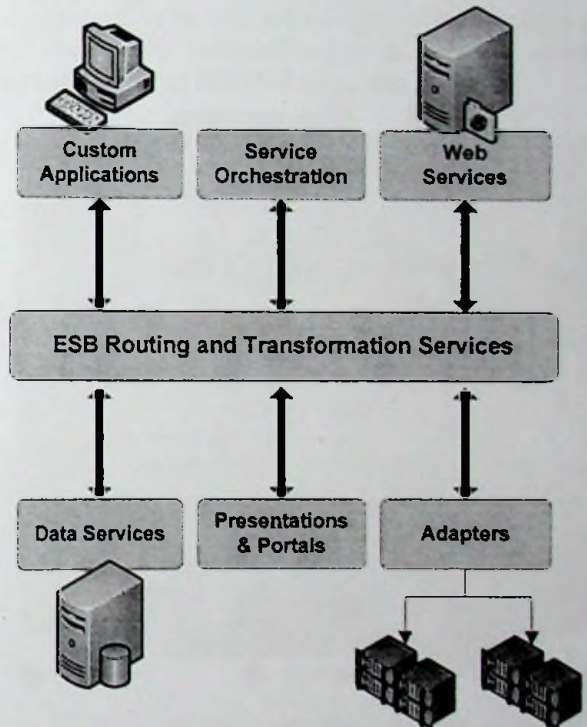 Custom
Applications
Service
Orchestration
Web
Services
ESB Routing and Transformation Services
Data Services
Presentations
& Portals
Adapters